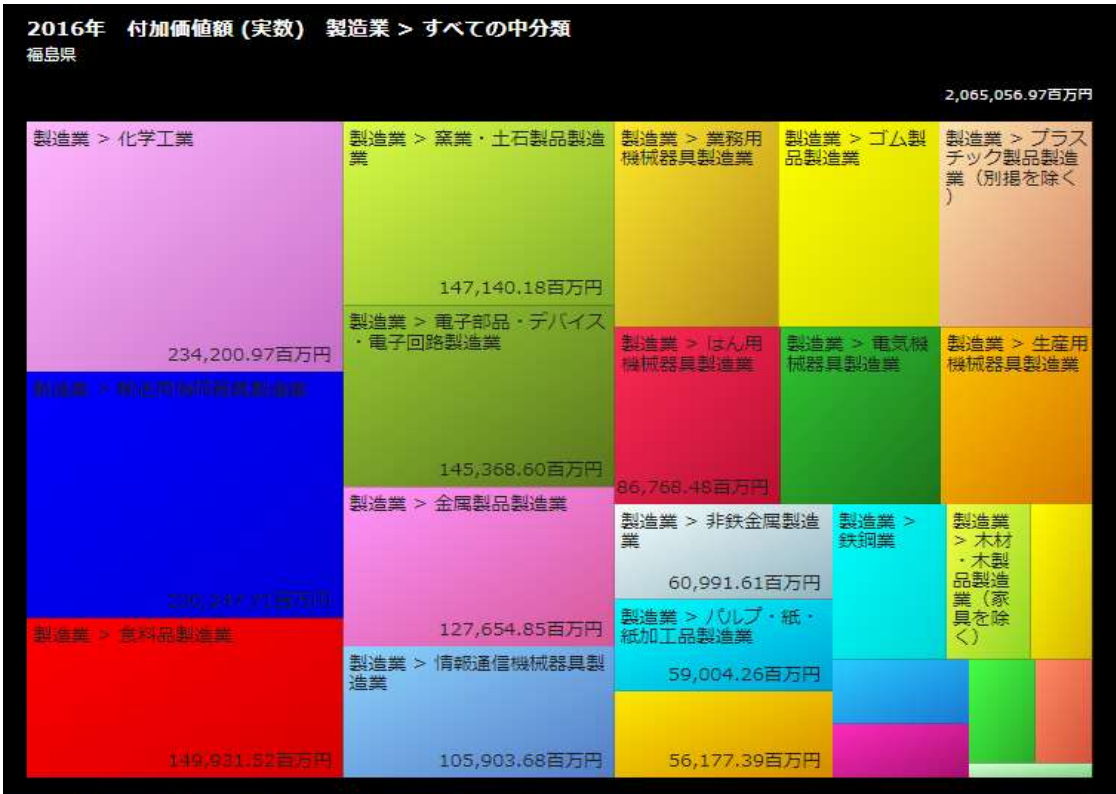 2016年　付加価値額 (実数)　製造業 > すべての中分類
福島県
2,065,056.97百万円
製造業 > 化学工業
234,200.97百万円
製造業 >
製造業 > 食料品製造業
149,931.52百万円
製造業 > 窯業・土石製品製造
業
147,140.18百万円
製造業 > 電子部品・デバイス
・電子回路製造業
145,368.60百万円
製造業 > 金属製品製造業
127,654.85百万円
製造業 > 情報通信機械器具製
造業
105,903.68百万円
製造業 > 業務用
機械器具製造業
製造業 > ゴム製
品製造業
製造業 > プラス
チック製品製造
業（別掲を除く
）
製造業 > はん用
機械器具製造業
86,768.48百万円
製造業 > 電気機
械器具製造業
製造業 > 生産用
機械器具製造業
製造業 > 非鉄金属製造
業
60,991.61百万円
製造業 > パルプ・紙・
紙加工品製造業
59,004.26百万円
56,177.39百万円
製造業 >
鉄鋼業
製造業
> 木材
・木製
品製造
業（家
具を除
く）